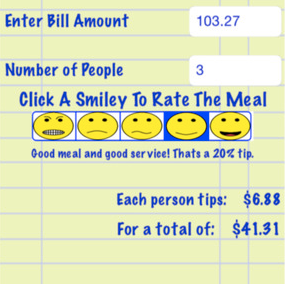 Enter Bill Amount 103.27
Number of People 3
Click A Smiley To Rate The Meal
Good meal and good service! Thats a 20% tip.
Each person tips: $6.88
For a total of: $41.31